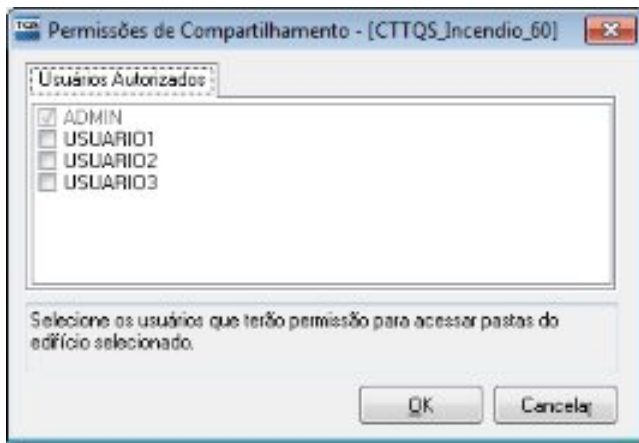 TQS Permissões de Compartilhamento - [CTTQS_Incendio_60]
Usuários Autorizados
ADMIN
USUARIO1
USUARIO2
USUARIO3
Selecione os usuários que terão permissão para acessar pastas do
edifício selecionado.
OK Cancelar